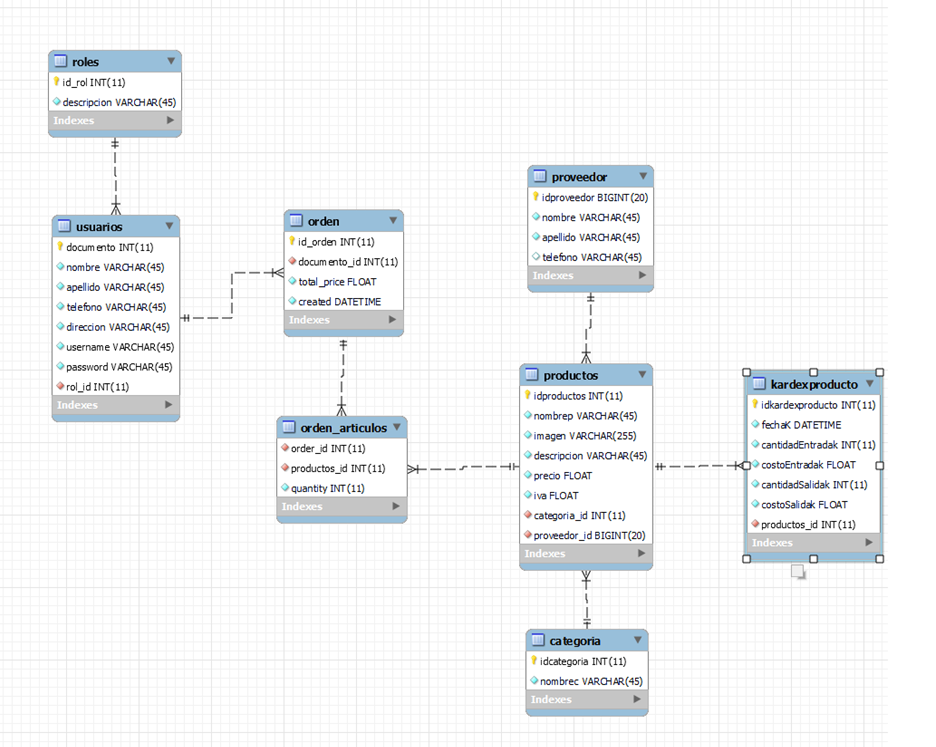 roles
id_rol INT(11)
descripcion VARCHAR(45)
Indexes
usuarios
documento INT(11)
nombre VARCHAR(45)
apellido VARCHAR(45)
telefono VARCHAR(45)
direccion VARCHAR(45)
username VARCHAR(45)
password VARCHAR(45)
rol_id INT(11)
Indexes
orden
id_orden INT(11)
documento_id INT(11)
total_price FLOAT
created DATETIME
Indexes
orden_articulos
order_id INT(11)
productos_id INT(11)
quantity INT(11)
Indexes
proveedor
idproveedor BIGINT(20)
nombre VARCHAR(45)
apellido VARCHAR(45)
telefono VARCHAR(45)
Indexes
productos
idproductos INT(11)
nombrep VARCHAR(45)
imagen VARCHAR(255)
descripcion VARCHAR(45)
precio FLOAT
iva FLOAT
categoria_id INT(11)
proveedor_id BIGINT(20)
Indexes
kardexproducto
idkardexproducto INT(11)
fechaK DATETIME
cantidadEntradak INT(11)
costoEntradak FLOAT
cantidadSalidak INT(11)
costoSalidak FLOAT
productos_id INT(11)
Indexes
categoria
idcategoria INT(11)
nombrec VARCHAR(45)
Indexes